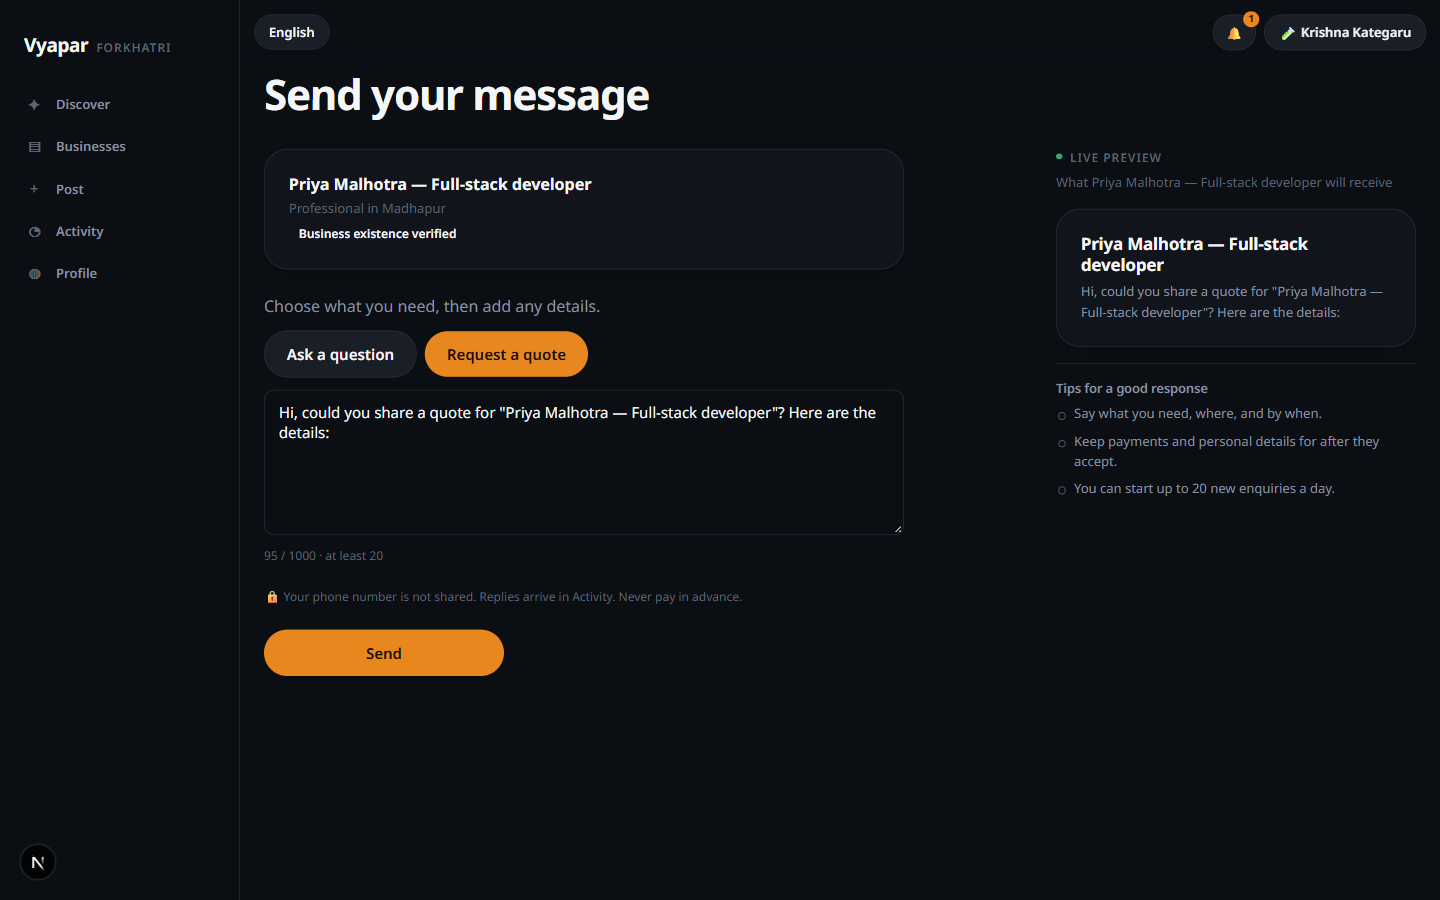 Vyapar FORKHATRI
Discover
Businesses
Post
Activity
Profile
English
1
Krishna Kategaru
Send your message
Priya Malhotra — Full-stack developer
Professional in Madhapur
Business existence verified
Choose what you need, then add any details.
Ask a question
Request a quote
Hi, could you share a quote for "Priya Malhotra — Full-stack developer"? Here are the
details:
95 / 1000 · at least 20
Your phone number is not shared. Replies arrive in Activity. Never pay in advance.
Send
LIVE PREVIEW
What Priya Malhotra — Full-stack developer will receive
Priya Malhotra — Full-stack
developer
Hi, could you share a quote for "Priya Malhotra —
Full-stack developer"? Here are the details:
Tips for a good response
Say what you need, where, and by when.
Keep payments and personal details for after they
accept.
You can start up to 20 new enquiries a day.
N